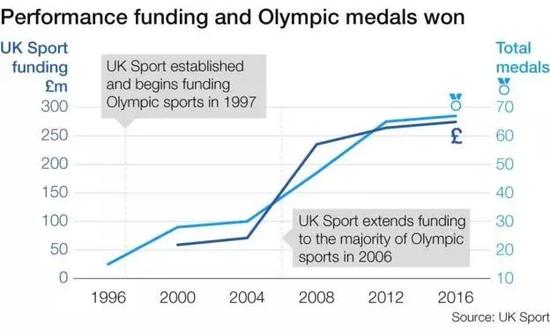 Performance funding and Olympic medals won
UK Sport
funding
£m
Total
medals
UK Sport established
and begins funding
Olympic sports in 1997
300
250
200
150
100
50
0
70
60
50
40
30
20
10
£
UK Sport extends funding
to the majority of Olympic
sports in 2006
1996 2000 2004 2008 2012 2016
Source: UK Sport